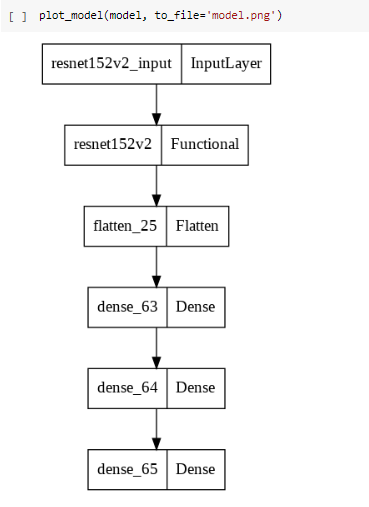 [ ] plot_model(model, to_file='model.png')
resnet152v2_input InputLayer
resnet152v2 Functional
flatten_25 Flatten
dense_63 Dense
dense_64 Dense
dense_65 Dense